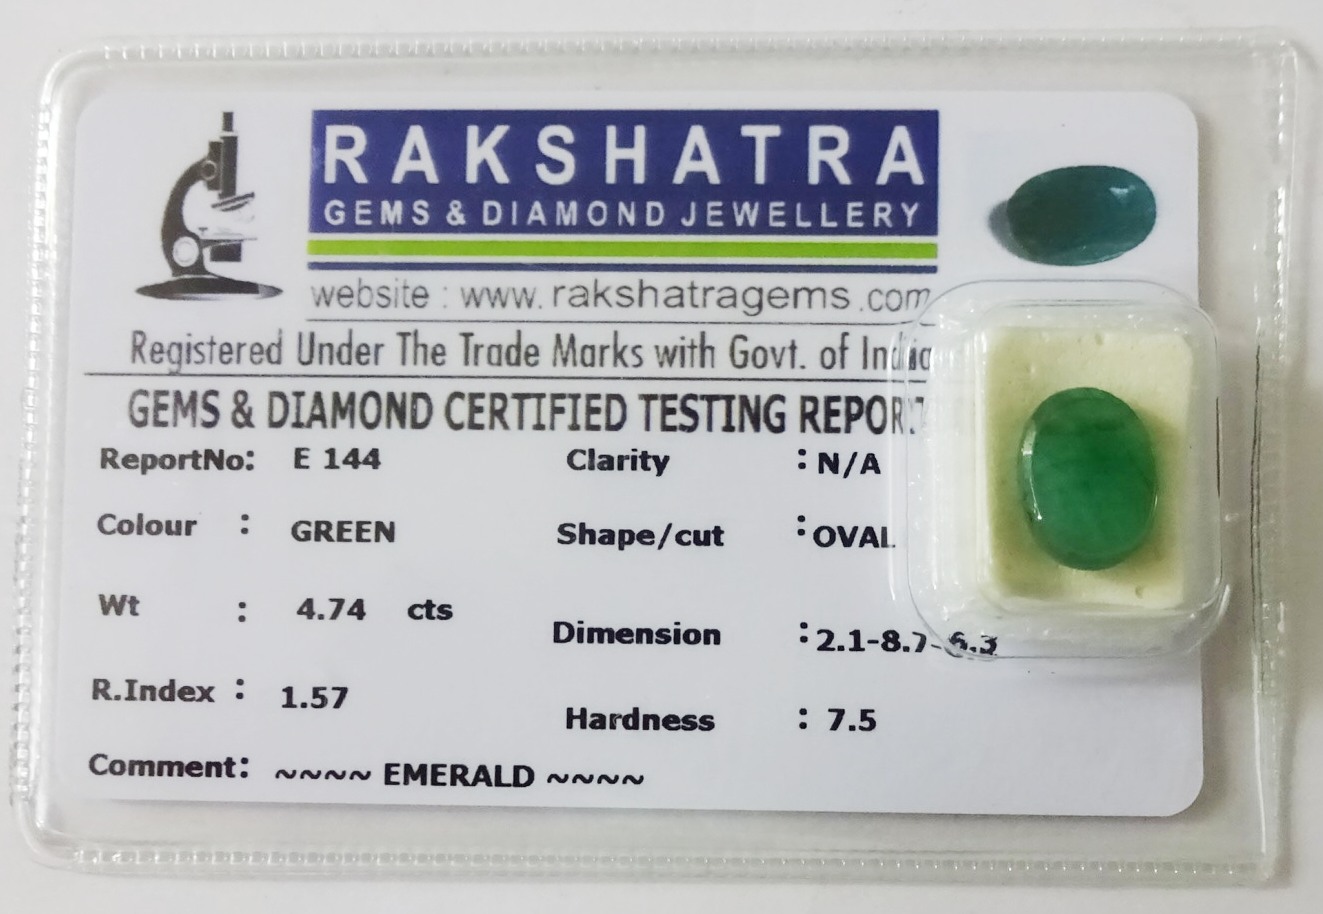 RAKSHATRA
GEMS & DIAMOND JEWELLERY
website : www. rakshatragems .com
Registered Under The Trade Marks with Govt. of India
GEMS & DIAMOND CERTIFIED TESTING REPORT
ReportNo: E 144
Clarity : N/A
Colour : GREEN
Shape/cut : OVAL
Wt : 4.74 cts
Dimension : 2.1-8.7-6.3
R.Index : 1.57
Hardness : 7.5
Comment: ~~~~ EMERALD ~~~~